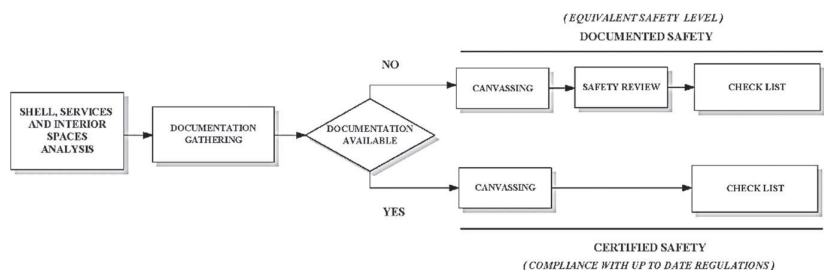 ( EQUIVALENT SAFETY LEVEL )
DOCUMENTED SAFETY
NO
CANVASSING
SAFETY REVIEW
CHECK LIST
SHELL, SERVICES
AND INTERIOR
SPACES
ANALYSIS
DOCUMENTATION
GATHERING
DOCUMENTATION
AVAILABLE
CANVASSING
CHECK LIST
YES
CERTIFIED SAFETY
( COMPLIANCE WITH UP TO DATE REGULATIONS )